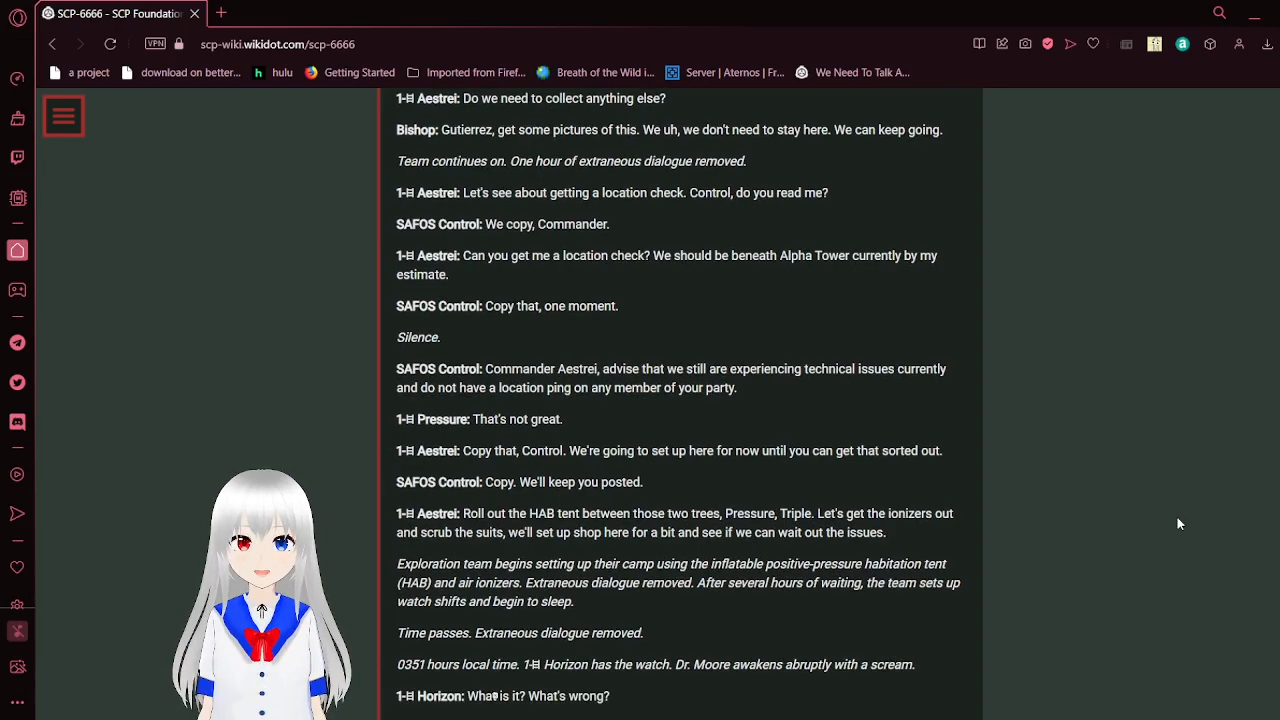 SCP-6666 - SCP Foundation
VPN
scp-wiki.wikidot.com/scp-6666
a project
download on better...
hulu
Getting Started
Imported from Firef...
Breath of the Wild i...
Server | Aternos | Fr...
We Need To Talk A...
1-ꟻ Aestrei: Do we need to collect anything else?
Bishop: Gutierrez, get some pictures of this. We uh, we don't need to stay here. We can keep going.
Team continues on. One hour of extraneous dialogue removed.
1-ꟻ Aestrei: Let's see about getting a location check. Control, do you read me?
SAFOS Control: We copy, Commander.
1-ꟻ Aestrei: Can you get me a location check? We should be beneath Alpha Tower currently by my
estimate.
SAFOS Control: Copy that, one moment.
Silence.
SAFOS Control: Commander Aestrei, advise that we still are experiencing technical issues currently
and do not have a location ping on any member of your party.
1-ꟻ Pressure: That's not great.
1-ꟻ Aestrei: Copy that, Control. We're going to set up here for now until you can get that sorted out.
SAFOS Control: Copy. We'll keep you posted.
1-ꟻ Aestrei: Roll out the HAB tent between those two trees, Pressure, Triple. Let's get the ionizers out
and scrub the suits, we'll set up shop here for a bit and see if we can wait out the issues.
Exploration team begins setting up their camp using the inflatable positive-pressure habitation tent
(HAB) and air ionizers. Extraneous dialogue removed. After several hours of waiting, the team sets up
watch shifts and begin to sleep.
Time passes. Extraneous dialogue removed.
0351 hours local time. 1-ꟻ Horizon has the watch. Dr. Moore awakens abruptly with a scream.
1-ꟻ Horizon: What is it? What's wrong?